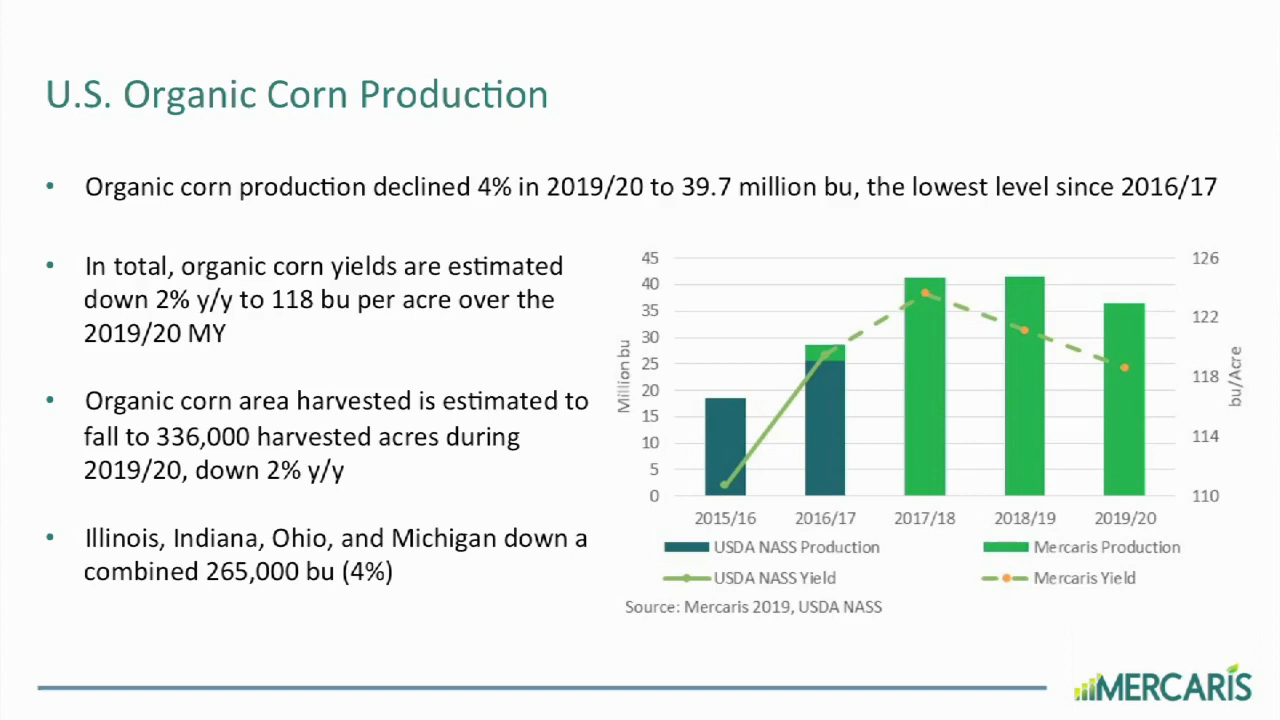 U.S. Organic Corn Production
• Organic corn production declined 4% in 2019/20 to 39.7 million bu, the lowest level since 2016/17
• In total, organic corn yields are estimated
down 2% y/y to 118 bu per acre over the
2019/20 MY
• Organic corn area harvested is estimated to
fall to 336,000 harvested acres during
2019/20, down 2% y/y
• Illinois, Indiana, Ohio, and Michigan down a
combined 265,000 bu (4%)
Million bu
45
40
35
30
25
20
15
10
5
0
126
122
118
114
110
bu/Acre
2015/16 2016/17 2017/18 2018/19 2019/20
USDA NASS Production Mercaris Production
USDA NASS Yield Mercaris Yield
Source: Mercaris 2019, USDA NASS
MERCARIS